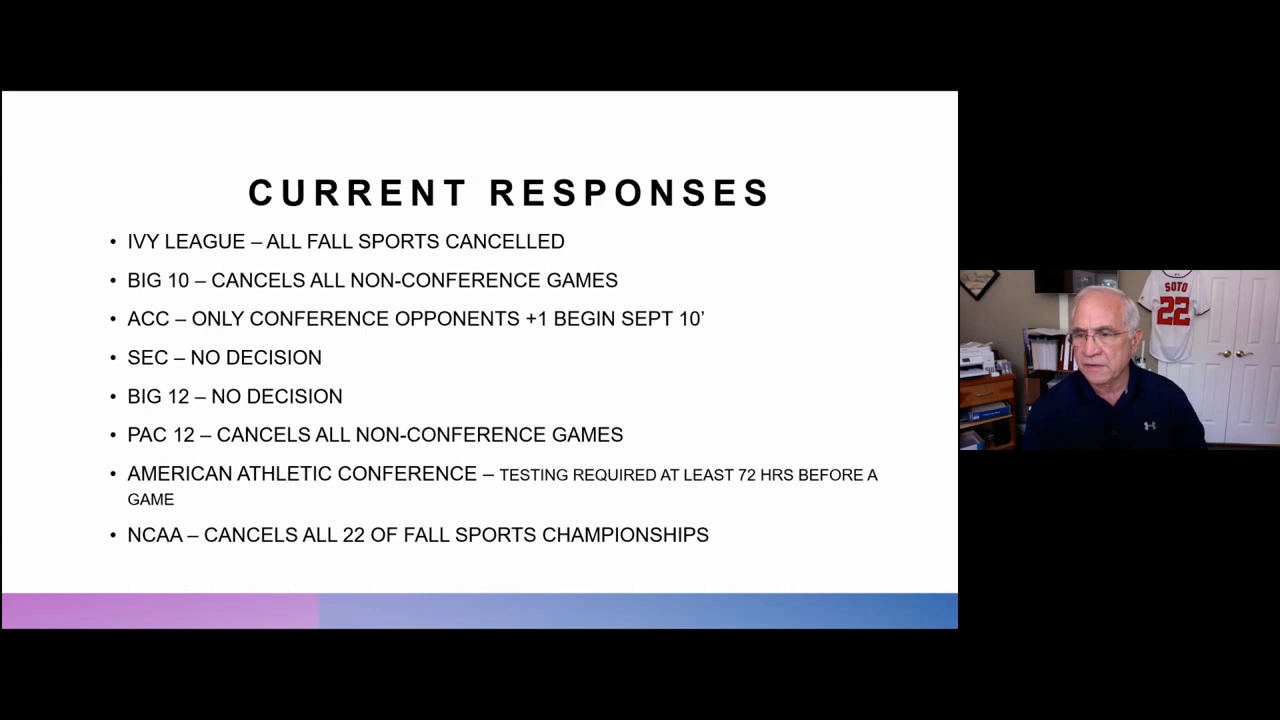 CURRENT RESPONSES
• IVY LEAGUE – ALL FALL SPORTS CANCELLED
• BIG 10 – CANCELS ALL NON-CONFERENCE GAMES
• ACC – ONLY CONFERENCE OPPONENTS +1 BEGIN SEPT 10’
• SEC – NO DECISION
• BIG 12 – NO DECISION
• PAC 12 – CANCELS ALL NON-CONFERENCE GAMES
• AMERICAN ATHLETIC CONFERENCE – TESTING REQUIRED AT LEAST 72 HRS BEFORE A
GAME
• NCAA – CANCELS ALL 22 OF FALL SPORTS CHAMPIONSHIPS
SOTO
22